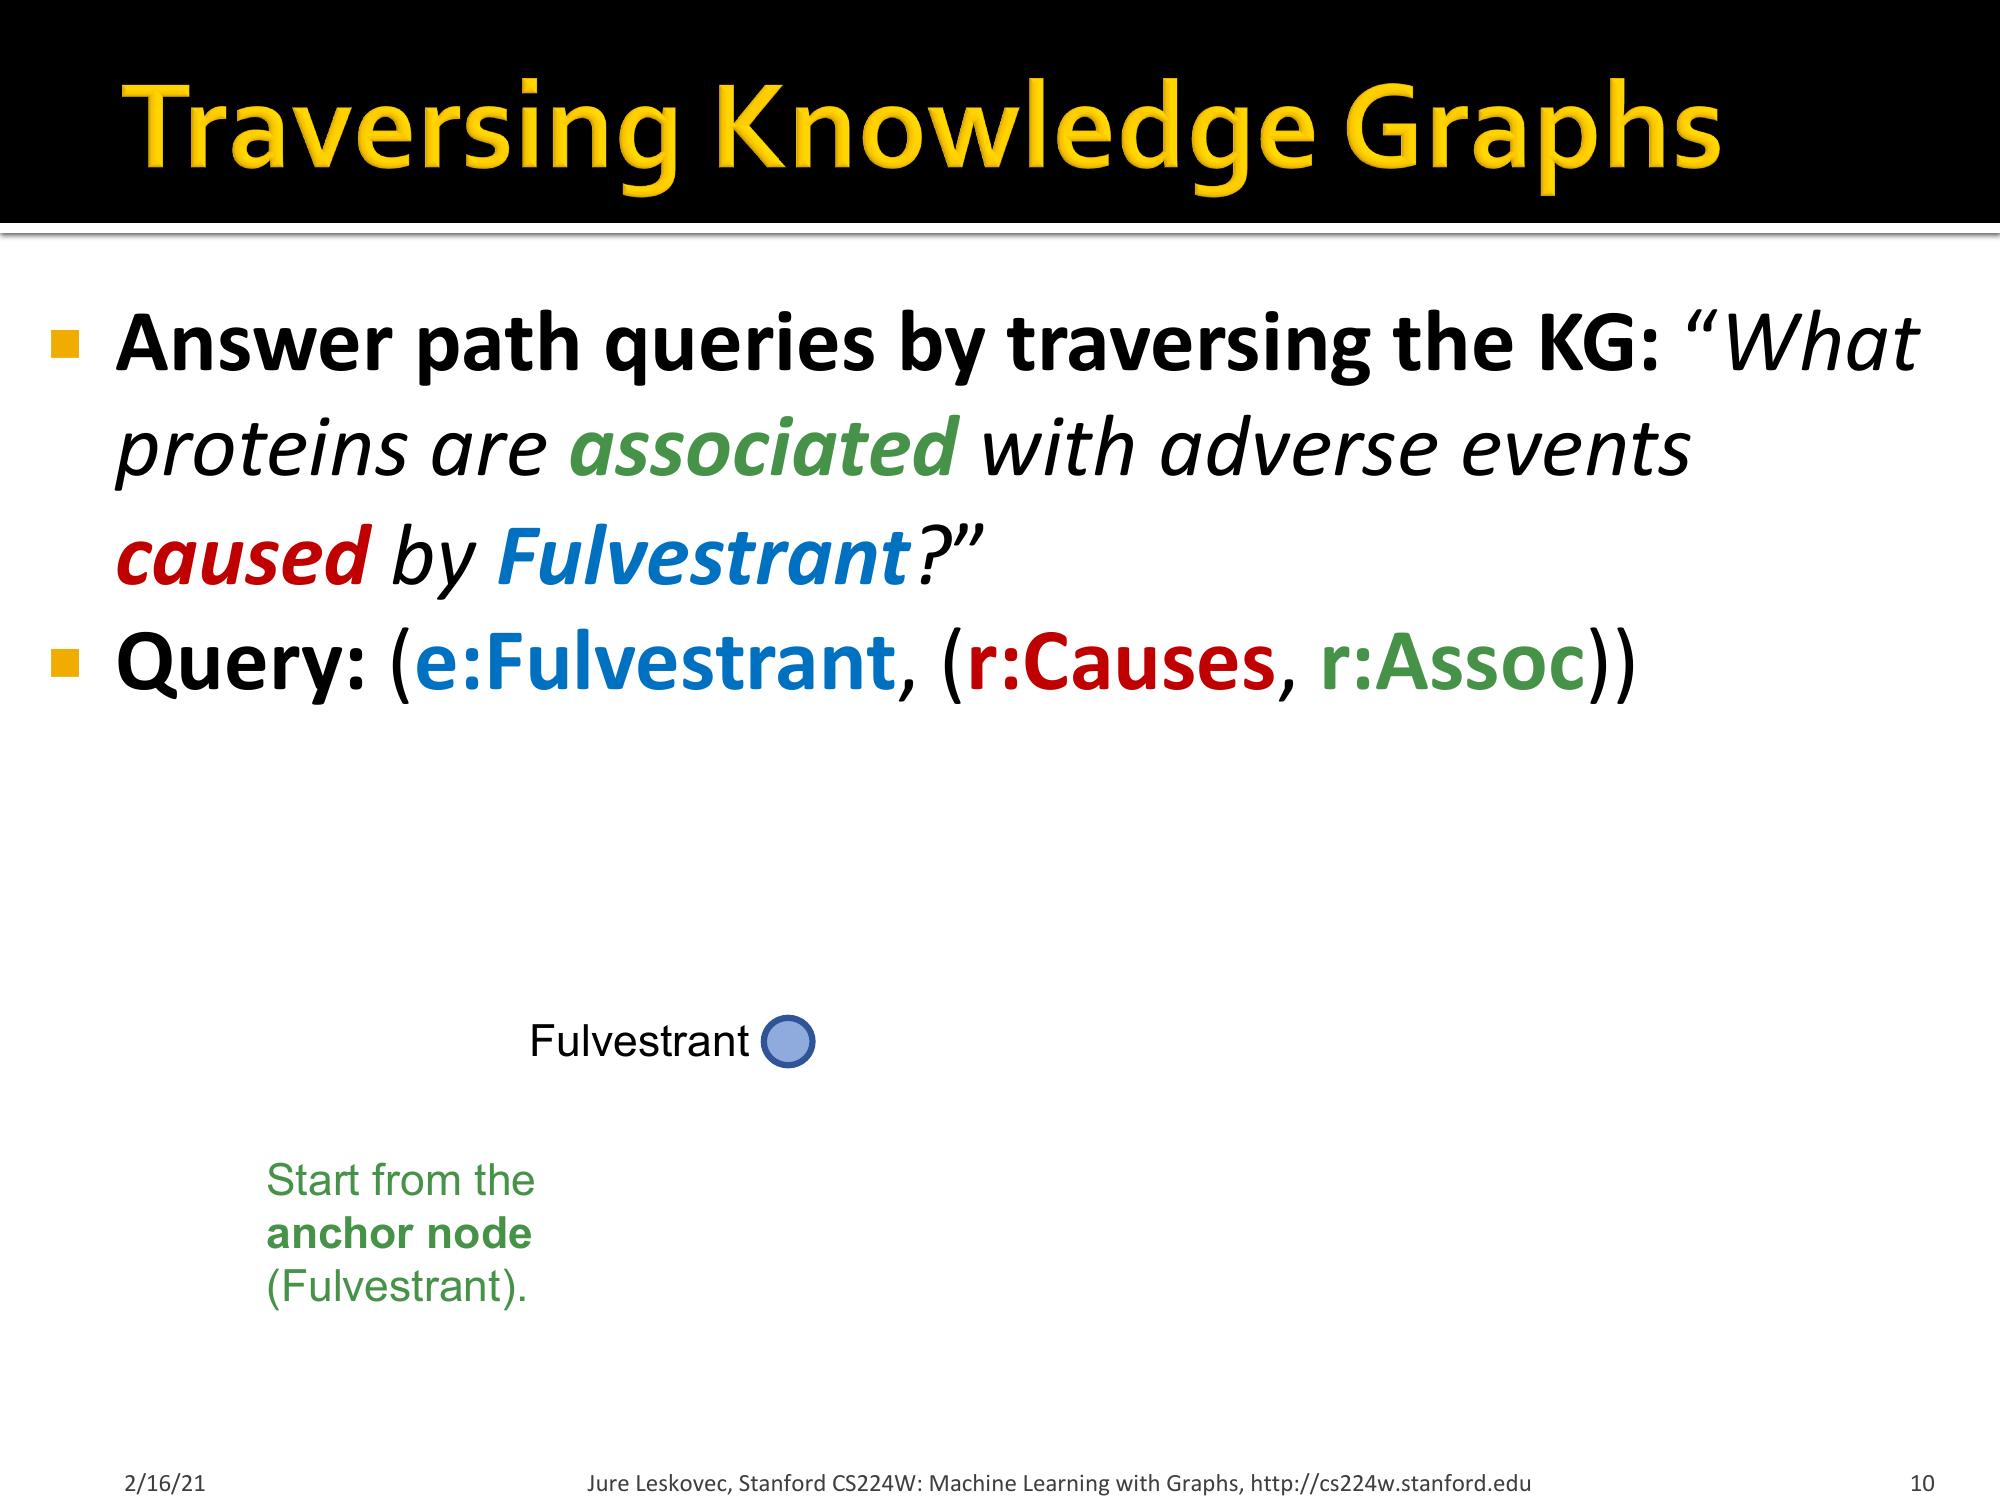 Traversing Knowledge Graphs
Answer path queries by traversing the KG: “What
proteins are associated with adverse events
caused by Fulvestrant?”
Query: (e:Fulvestrant, (r:Causes, r:Assoc))
Fulvestrant
Start from the
anchor node
(Fulvestrant).
2/16/21
Jure Leskovec, Stanford CS224W: Machine Learning with Graphs, http://cs224w.stanford.edu
10